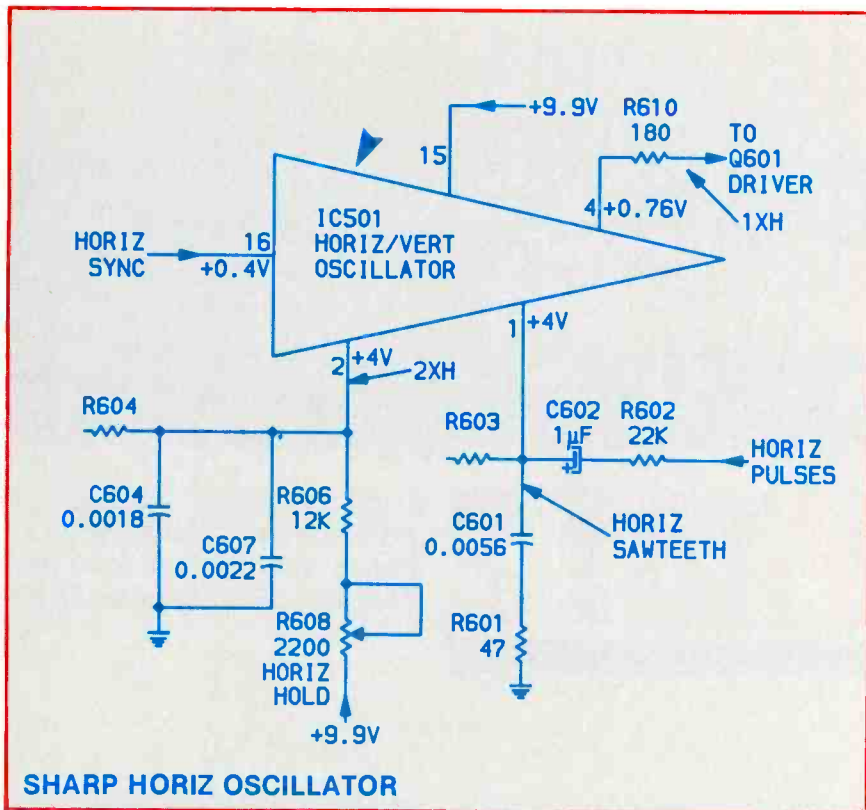 +9.9V
R610
180
TO
Q601
DRIVER
15
4
+0.76V
1XH
IC501
HORIZ/VERT
OSCILLATOR
HORIZ
SYNC
16
+0.4V
1
+4V
2
+4V
2XH
R604
R603
C602
1µF
R602
22K
HORIZ
PULSES
C604
0.0018
R606
12K
C601
0.0056
HORIZ
SAWTEETH
C607
0.0022
R608
2200
HORIZ
HOLD
R601
47
+9.9V
SHARP HORIZ OSCILLATOR